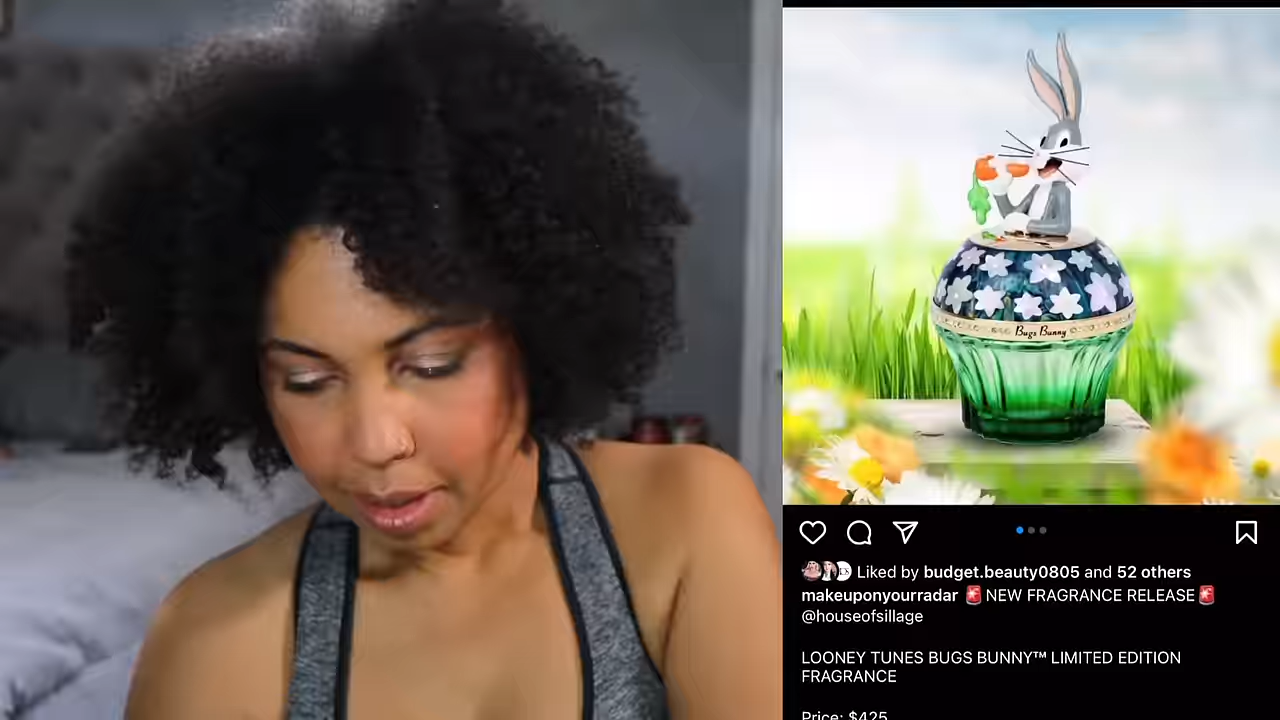 Bugs Bunny
Liked by budget.beauty0805 and 52 others
makeuponyourradar 🚨NEW FRAGRANCE RELEASE🚨
@houseofsillage
LOONEY TUNES BUGS BUNNY™ LIMITED EDITION
FRAGRANCE
Price: $425